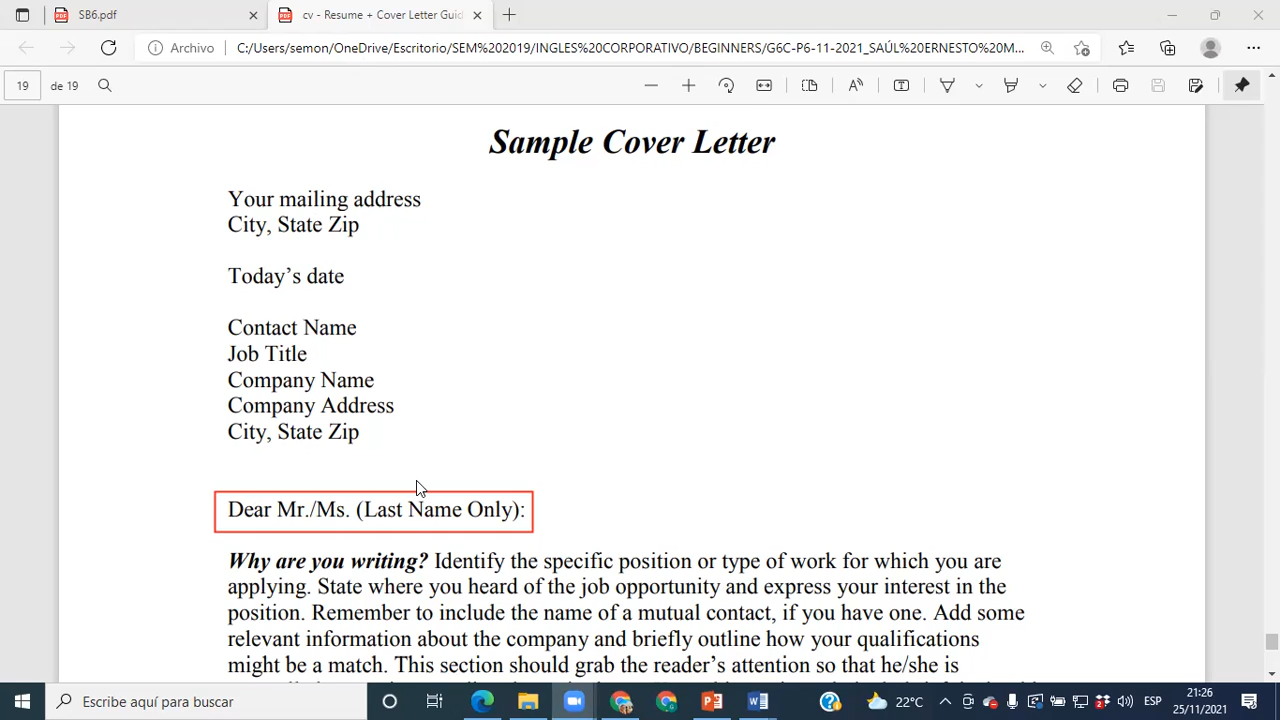 SB6.pdf
cv - Resume + Cover Letter Guid
Archivo
C:/Users/semon/OneDrive/Escritorio/SEM%202019/INGLES%20CORPORATIVO/BEGINNERS/G6C-P6-11-2021_SAÚL%20ERNESTO%20M...
19 de 19
Sample Cover Letter
Your mailing address
City, State Zip
Today's date
Contact Name
Job Title
Company Name
Company Address
City, State Zip
Dear Mr./Ms. (Last Name Only):
Why are you writing? Identify the specific position or type of work for which you are
applying. State where you heard of the job opportunity and express your interest in the
position. Remember to include the name of a mutual contact, if you have one. Add some
relevant information about the company and briefly outline how your qualifications
might be a match. This section should grab the reader's attention so that he/she is
Escribe aquí para buscar
22°C
ESP
21:26
25/11/2021